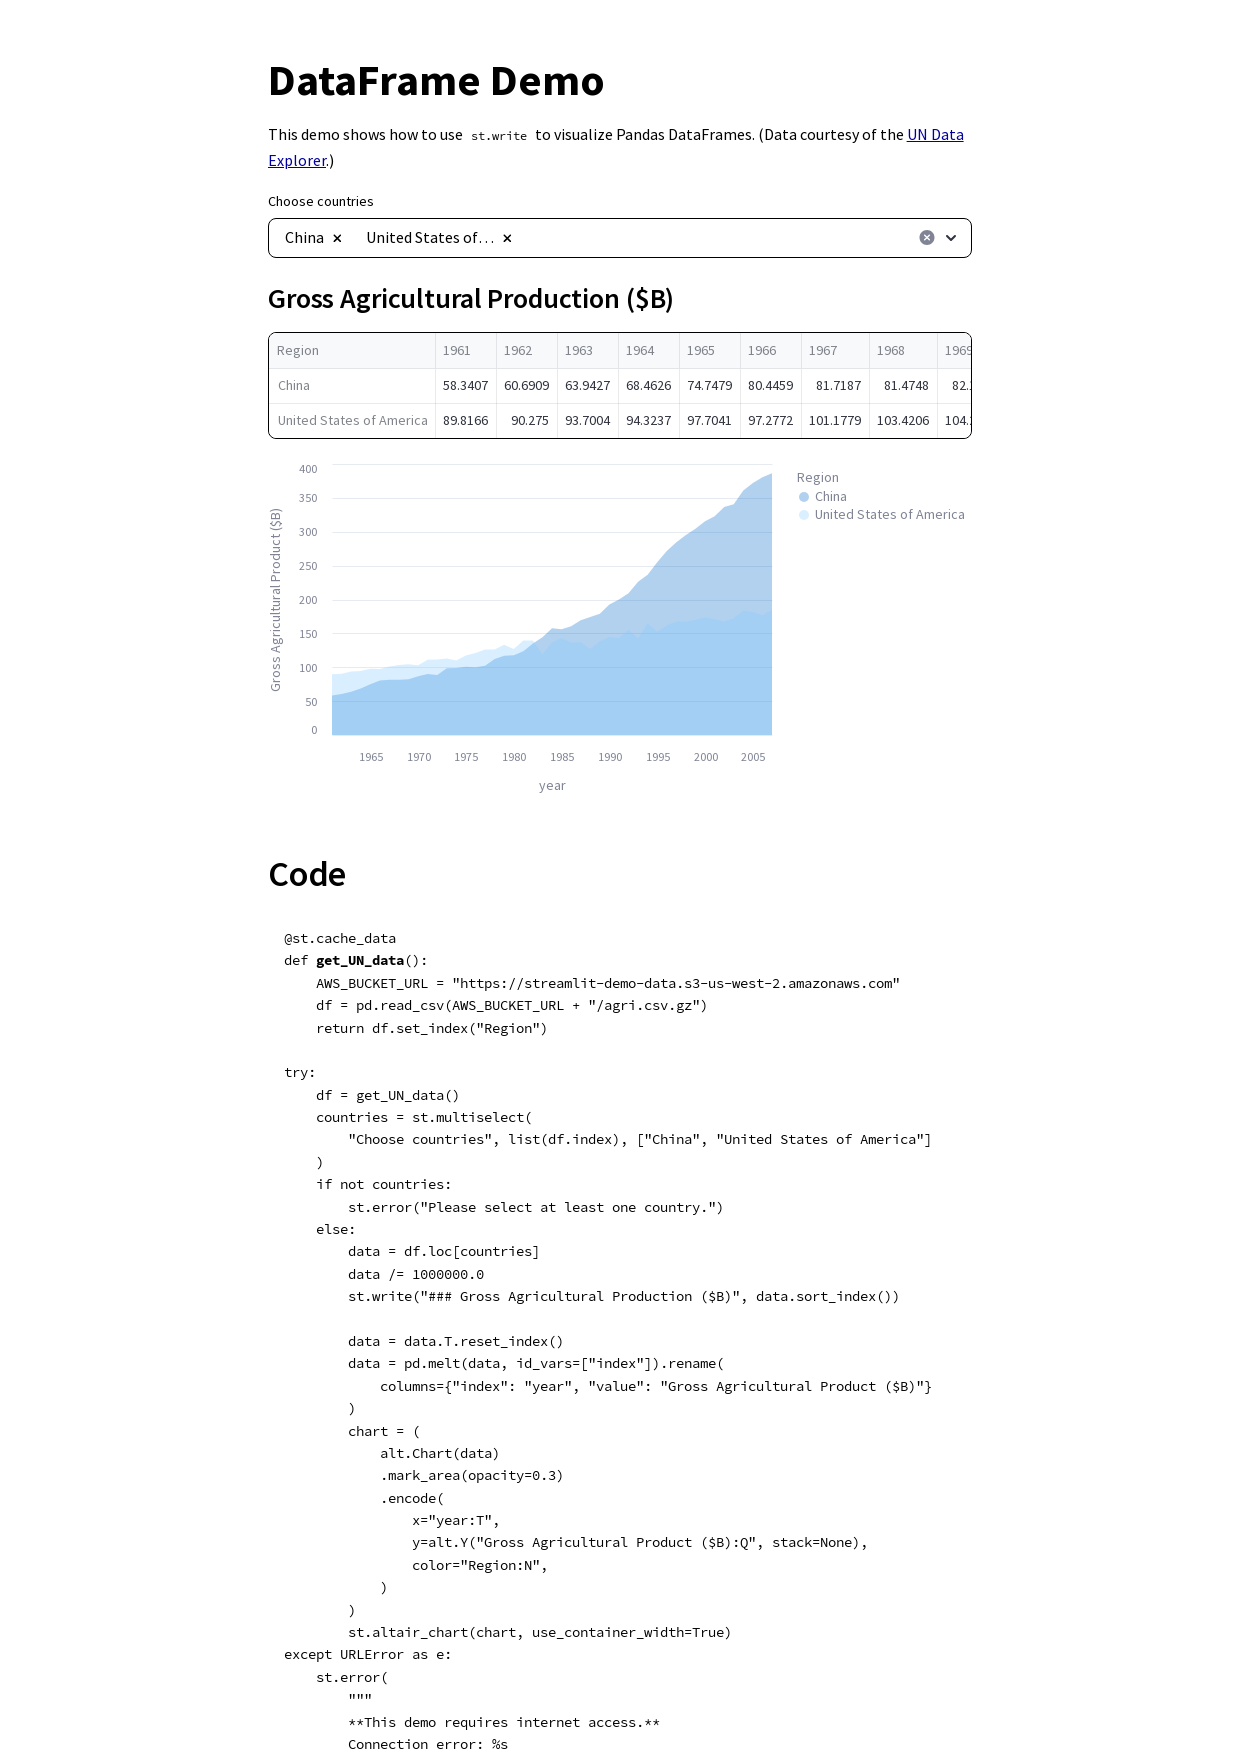 DataFrame Demo
This demo shows how to use st.write to visualize Pandas DataFrames. (Data courtesy of the UN Data
Explorer.)
Choose countries
China × United States of… ×
Gross Agricultural Production ($B)
Region 1961 1962 1963 1964 1965 1966 1967 1968 1969
China 58.3407 60.6909 63.9427 68.4626 74.7479 80.4459 81.7187 81.4748 82.
United States of America 89.8166 90.275 93.7004 94.3237 97.7041 97.2772 101.1779 103.4206 104.
Gross Agricultural Product ($B)
400
350
300
250
200
150
100
50
0
1965 1970 1975 1980 1985 1990 1995 2000 2005
year
Region
China
United States of America
Code
@st.cache_data
def get_UN_data():
    AWS_BUCKET_URL = "https://streamlit-demo-data.s3-us-west-2.amazonaws.com"
    df = pd.read_csv(AWS_BUCKET_URL + "/agri.csv.gz")
    return df.set_index("Region")
try:
    df = get_UN_data()
    countries = st.multiselect(
        "Choose countries", list(df.index), ["China", "United States of America"]
    )
    if not countries:
        st.error("Please select at least one country.")
    else:
        data = df.loc[countries]
        data /= 1000000.0
        st.write("### Gross Agricultural Production ($B)", data.sort_index())
        data = data.T.reset_index()
        data = pd.melt(data, id_vars=["index"]).rename(
            columns={"index": "year", "value": "Gross Agricultural Product ($B)"}
        )
        chart = (
            alt.Chart(data)
            .mark_area(opacity=0.3)
            .encode(
                x="year:T",
                y=alt.Y("Gross Agricultural Product ($B):Q", stack=None),
                color="Region:N",
            )
        )
        st.altair_chart(chart, use_container_width=True)
except URLError as e:
    st.error(
        """
        **This demo requires internet access.**
        Connection error: %s